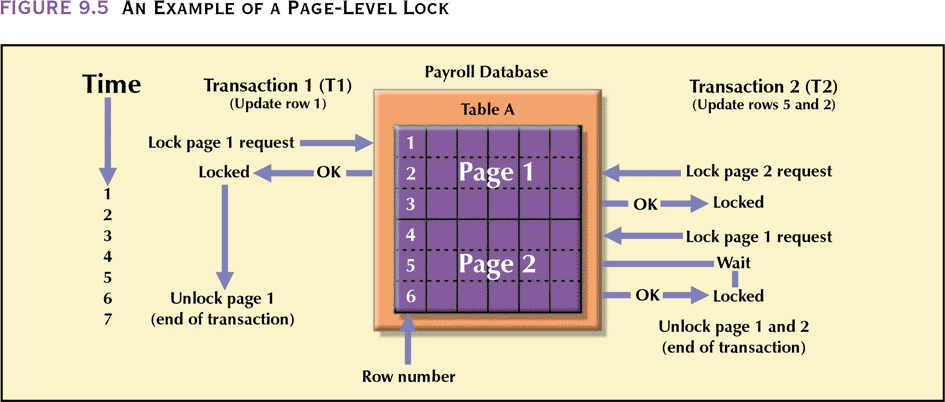 FIGURE 9.5 AN EXAMPLE OF A PAGE-LEVEL LOCK
Time
Transaction 1 (T1)
(Update row 1)
Payroll Database
Transaction 2 (T2)
(Update rows 5 and 2)
Table A
Lock page 1 request
Locked
OK
1
2
3
4
5
6
7
Unlock page 1
(end of transaction)
1
2
3
4
5
6
Page 1
Page 2
Row number
Lock page 2 request
OK
Locked
Lock page 1 request
Wait
OK
Locked
Unlock page 1 and 2
(end of transaction)